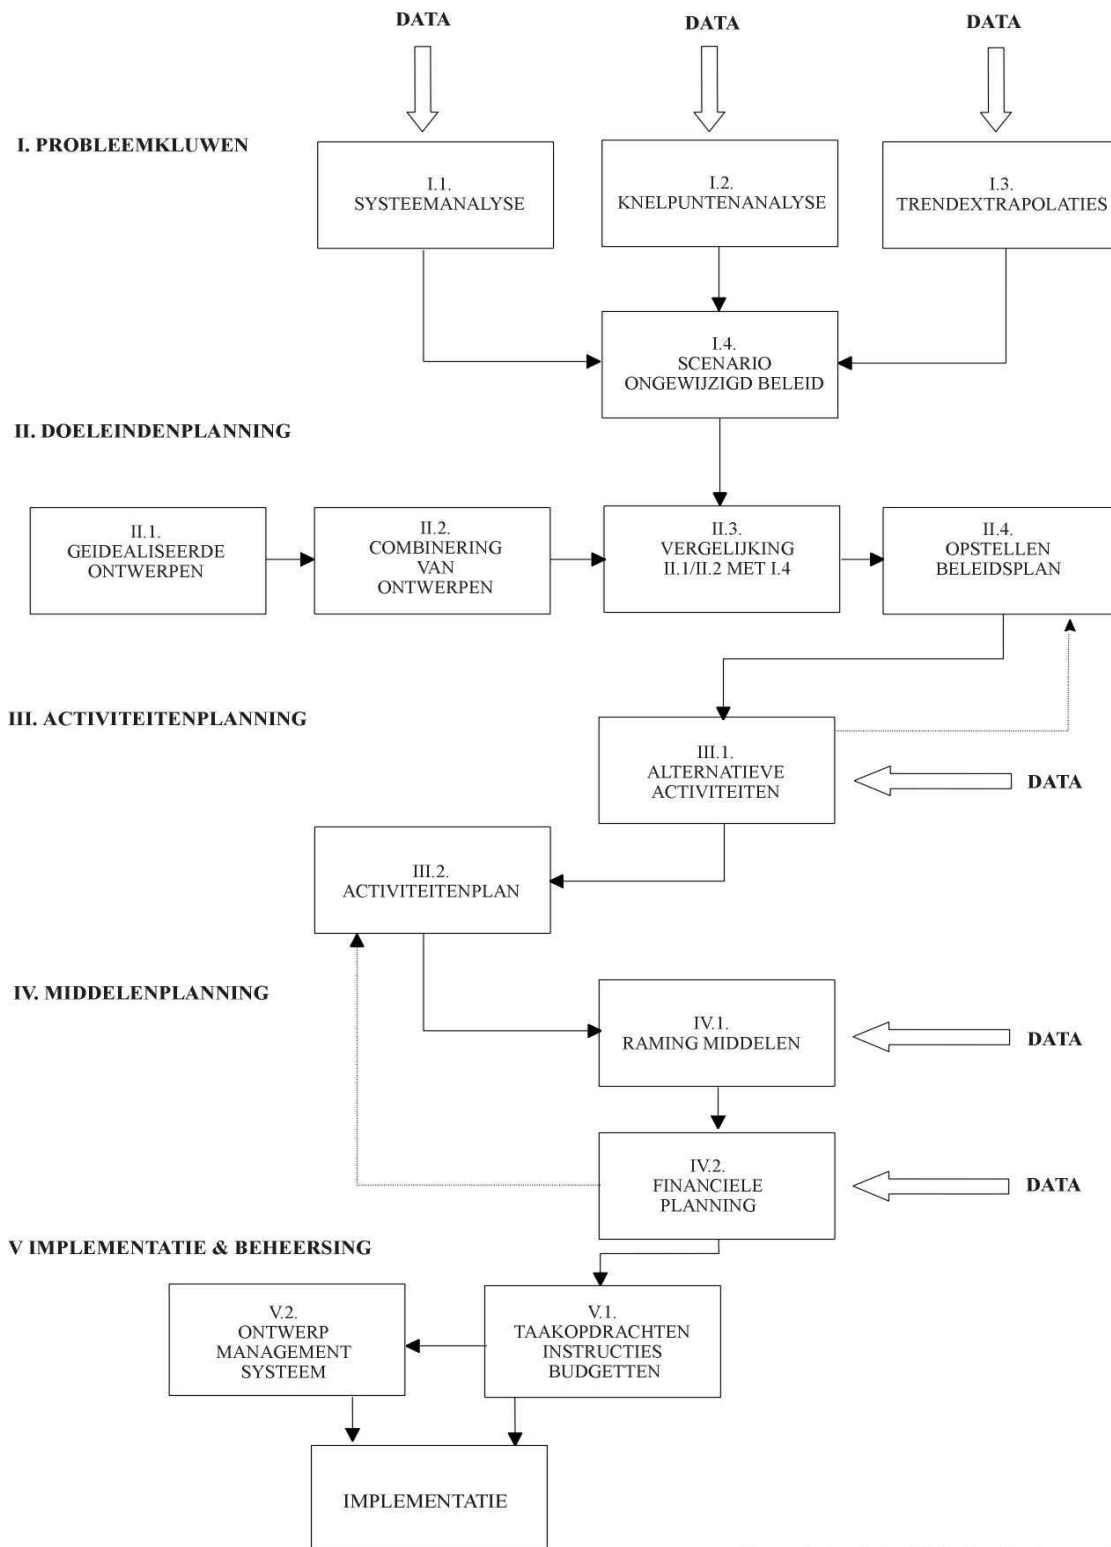 DATA
DATA
DATA
I. PROBLEEMKLUWEN
I.1.
SYSTEEMANALYSE
I.2.
KNELPUNTENANALYSE
I.3.
TRENDEXTRAPOLATIES
I.4.
SCENARIO
ONGEWIJZIGD BELEID
II. DOELEINDENPLANNING
II.1.
GEIDEALISEERDE
ONTWERPEN
II.2.
COMBINERING
VAN
ONTWERPEN
II.3.
VERGELIJKING
II.1/II.2 MET I.4
II.4.
OPSTELLEN
BELEIDSPLAN
III. ACTIVITEITENPLANNING
III.1.
ALTERNATIEVE
ACTIVITEITEN
DATA
III.2.
ACTIVITEITENPLAN
IV. MIDDELENPLANNING
IV.1.
RAMING MIDDELEN
DATA
IV.2.
FINANCIELE
PLANNING
DATA
V IMPLEMENTATIE & BEHEERSING
V.2.
ONTWERP
MANAGEMENT
SYSTEEM
V.1.
TAAKOPDRACHTEN
INSTRUCTIES
BUDGETTEN
IMPLEMENTATIE